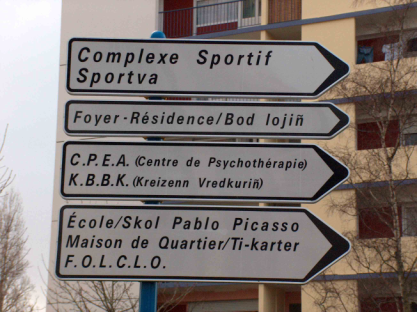 Complexe Sportif
Sportva
Foyer-Résidence/Bod lojiñ
C.P.E.A. (Centre de Psychothérapie)
K.B.B.K. (Kreizenn Vredkuriñ)
École/Skol Pablo Picasso
Maison de Quartier/Ti-karter
F.O.L.C.L.O.